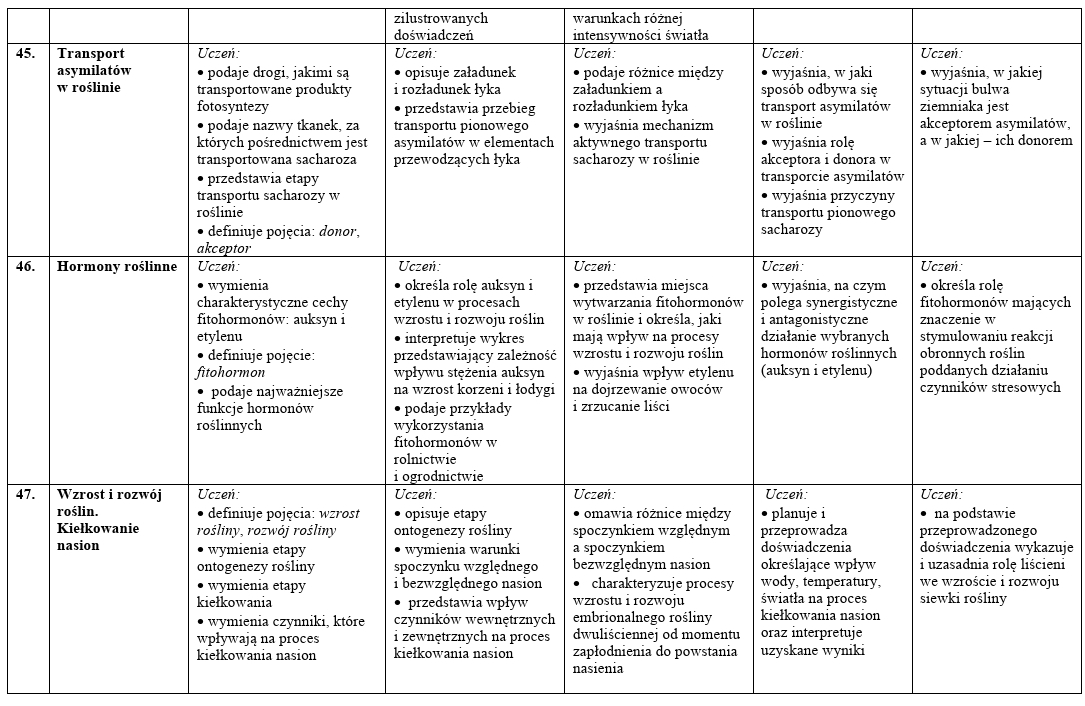 zilustrowanych
doświadczeń
warunkach różnej
intensywności światła
45.
Transport
asymilatów
w roślinie
Uczeń:
• podaje drogi, jakimi są
transportowane produkty
fotosyntezy
• podaje nazwy tkanek, za
których pośrednictwem jest
transportowana sacharoza
• przedstawia etapy
transportu sacharozy w
roślinie
• definiuje pojęcia: donor,
akceptor
Uczeń:
• opisuje załadunek
i rozładunek łyka
• przedstawia przebieg
transportu pionowego
asymilatów w elementach
przewodzących łyka
Uczeń:
• podaje różnice między
załadunkiem a
rozładunkiem łyka
• wyjaśnia mechanizm
aktywnego transportu
sacharozy w roślinie
Uczeń:
• wyjaśnia, w jaki
sposób odbywa się
transport asymilatów
w roślinie
• wyjaśnia rolę
akceptora i donora w
transporcie asymilatów
• wyjaśnia przyczyny
transportu pionowego
sacharozy
Uczeń:
• wyjaśnia, w jakiej
sytuacji bulwa
ziemniaka jest
akceptorem asymilatów,
a w jakiej – ich donorem
46.
Hormony roślinne
Uczeń:
• wymienia
charakterystyczne cechy
fitohormonów: auksyn i
etylenu
• definiuje pojęcie:
fitohormon
• podaje najważniejsze
funkcje hormonów
roślinnych
Uczeń:
• określa rolę auksyn i
etylenu w procesach
wzrostu i rozwoju roślin
• interpretuje wykres
przedstawiający zależność
wpływu stężenia auksyn
na wzrost korzeni i łodygi
• podaje przykłady
wykorzystania
fitohormonów w
rolnictwie
i ogrodnictwie
Uczeń:
• przedstawia miejsca
wytwarzania fitohormonów
w roślinie i określa, jaki
mają wpływ na procesy
wzrostu i rozwoju roślin
• wyjaśnia wpływ etylenu
na dojrzewanie owoców
i zrzucanie liści
Uczeń:
• wyjaśnia, na czym
polega synergistyczne
i antagonistyczne
działanie wybranych
hormonów roślinnych
(auksyn i etylenu)
Uczeń:
• określa rolę
fitohormonów mających
znaczenie w
stymulowaniu reakcji
obronnych roślin
poddanych działaniu
czynników stresowych
47.
Wzrost i rozwój
roślin.
Kiełkowanie
nasion
Uczeń:
• definiuje pojęcia: wzrost
rośliny, rozwój rośliny
• wymienia etapy
ontogenezy rośliny
• wymienia etapy
kiełkowania
• wymienia czynniki, które
wpływają na proces
kiełkowania nasion
Uczeń:
• opisuje etapy
ontogenezy rośliny
• wymienia warunki
spoczynku względnego
i bezwzględnego nasion
• przedstawia wpływ
czynników wewnętrznych
i zewnętrznych na proces
kiełkowania nasion
Uczeń:
• omawia różnice między
spoczynkiem względnym
a spoczynkiem
bezwzględnym nasion
• charakteryzuje procesy
wzrostu i rozwoju
embrionalnego rośliny
dwuliściennej od momentu
zapłodnienia do powstania
nasienia
Uczeń:
• planuje i
przeprowadza
doświadczenia
określające wpływ
wody, temperatury,
światła na proces
kiełkowania nasion
oraz interpretuje
uzyskane wyniki
Uczeń:
• na podstawie
przeprowadzonego
doświadczenia wykazuje
i uzasadnia rolę liścieni
we wzroście i rozwoju
siewki rośliny